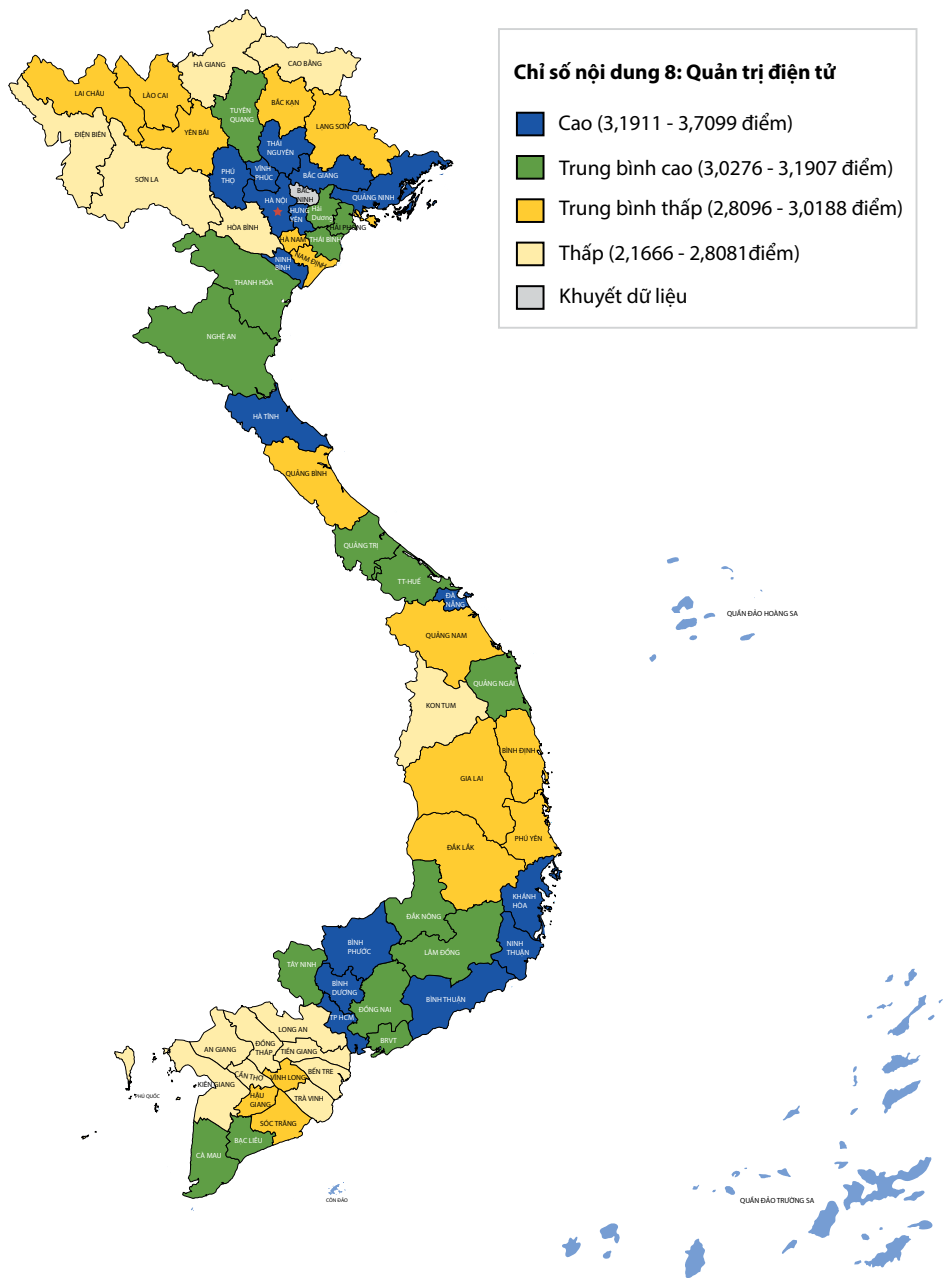 Chỉ số nội dung 8: Quản trị điện tử
Cao (3,1911 - 3,7099 điểm)
Trung bình cao (3,0276 - 3,1907 điểm)
Trung bình thấp (2,8096 - 3,0188 điểm)
Thấp (2,1666 - 2,8081điểm)
Khuyết dữ liệu
HÀ GIANG
CAO BẰNG
LAI CHÂU
LÀO CAI
BẮC KẠN
TUYÊN
QUANG
LẠNG SƠN
ĐIỆN BIÊN
YÊN BÁI
THÁI
NGUYÊN
SƠN LA
PHÚ
THỌ
VĨNH
PHÚC
BẮC GIANG
BẮC
NINH
QUẢNG NINH
HÀ NỘI
HƯNG
YÊN
Hải
Dương
HẢI PHÒNG
HÒA BÌNH
HÀ NAM
THÁI BÌNH
NINH
BÌNH
NAM ĐỊNH
THANH HÓA
NGHỆ AN
HÀ TĨNH
QUẢNG BÌNH
QUẢNG TRỊ
TT-HUẾ
ĐÀ
NẴNG
QUẦN ĐẢO HOÀNG SA
QUẢNG NAM
QUẢNG NGÃI
KON TUM
BÌNH ĐỊNH
GIA LAI
PHÚ YÊN
ĐẮK LẮK
KHÁNH
HÒA
ĐẮK NÔNG
BÌNH
PHƯỚC
LÂM ĐỒNG
NINH
THUẬN
TÂY NINH
BÌNH
DƯƠNG
BÌNH THUẬN
ĐỒNG NAI
TP HCM
LONG AN
BRVT
AN GIANG
ĐỒNG
THÁP
TIỀN GIANG
BẾN TRE
CẦN THƠ
VĨNH LONG
KIÊN GIANG
PHÚ QUỐC
HẬU
GIANG
TRÀ VINH
SÓC TRĂNG
BẠC LIÊU
CÀ MAU
CÔN ĐẢO
QUẦN ĐẢO TRƯỜNG SA